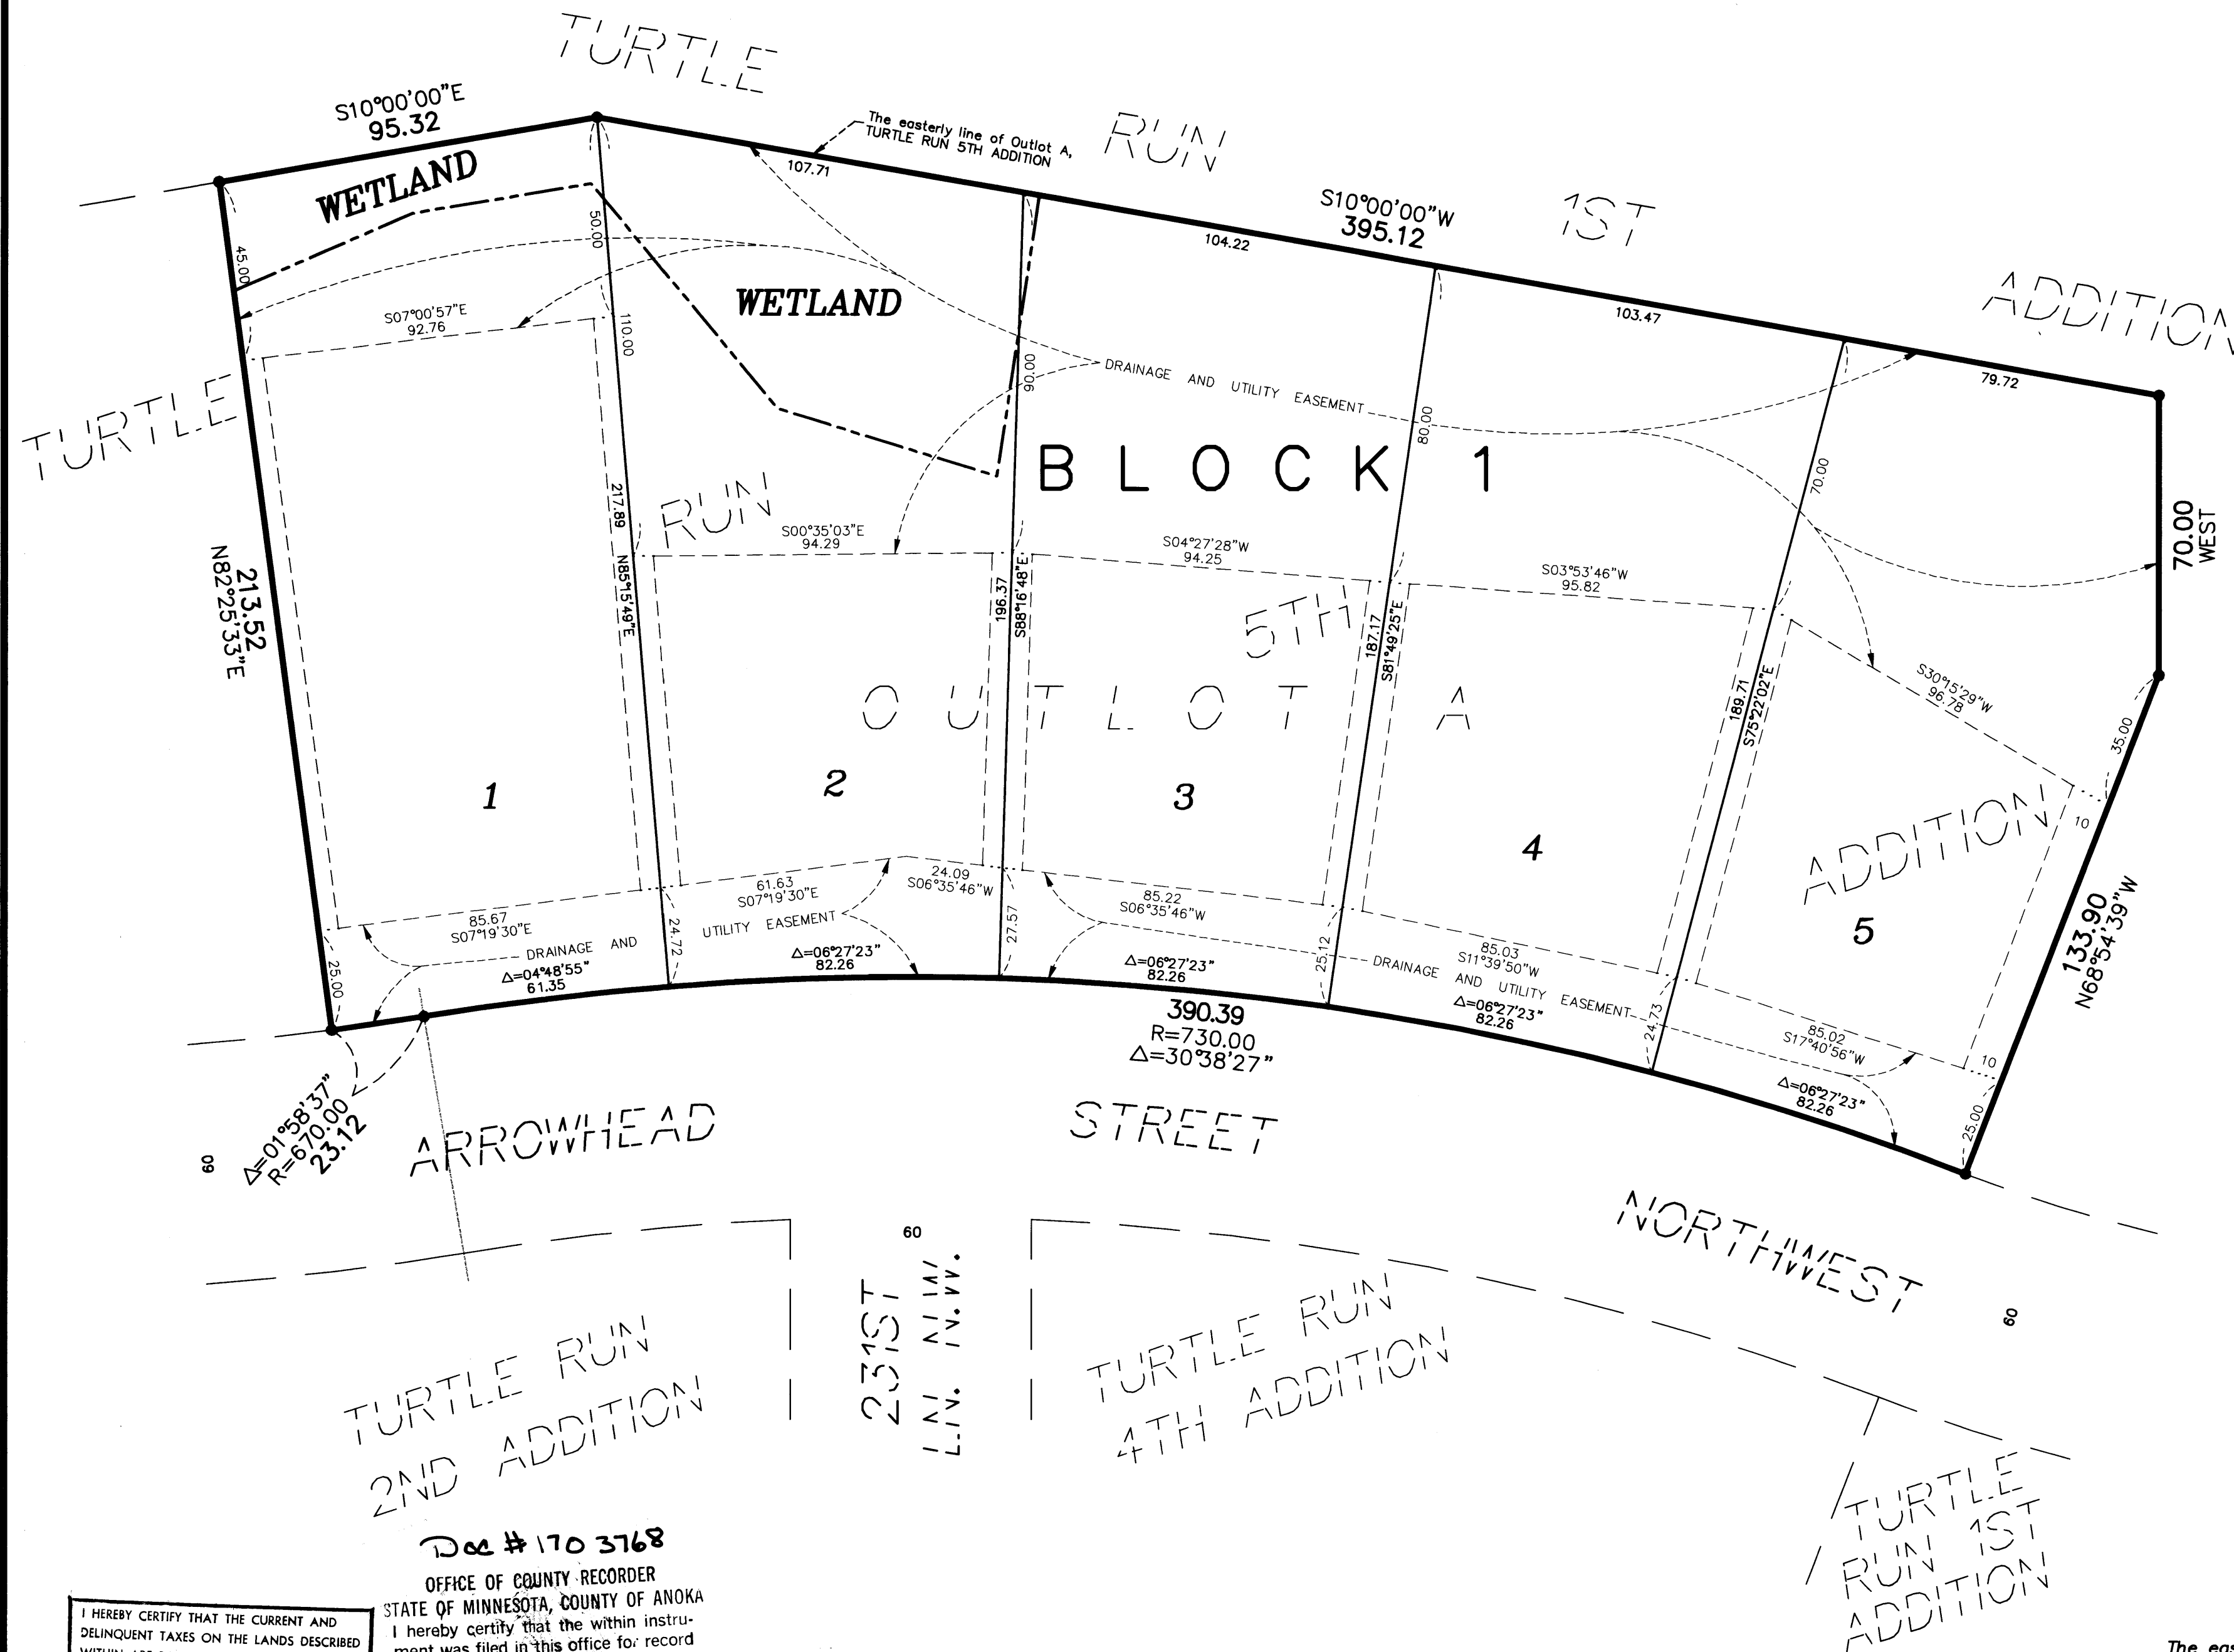 TURTLE
RUN
1ST
ADDITION
S10°00'00"E
95.32
The easterly line of Outlot A,
TURTLE RUN 5TH ADDITION
107.71
S10°00'00"W
395.12
104.22
103.47
79.72
WETLAND
WETLAND
45.00
50.00
110.00
90.00
80.00
70.00
S07°00'57"E
92.76
DRAINAGE AND UTILITY EASEMENT
BLOCK 1
70.00
WEST
TURTLE
RUN
5TH
ADDITION
OUTLOT A
213.52
N82°25'33"E
217.89 N85°15'49"E
S00°35'03"E
94.29
196.37
S88°16'48"E
S04°27'28"W
94.25
187.17
S81°49'25"E
S03°53'46"W
95.82
189.71
S75°22'02"E
S30°15'29"W
96.78
35.00
10
133.90
N68°54'39"W
1
2
3
4
5
85.67
S07°19'30"E
61.63
S07°19'30"E
24.09
S06°35'46"W
85.22
S06°35'46"W
85.03
S11°39'50"W
85.02
S17°40'56"W
10
DRAINAGE AND UTILITY EASEMENT
DRAINAGE AND UTILITY EASEMENT
25.00
24.72
27.57
25.12
24.73
25.00
Δ=04°48'55"
61.35
Δ=06°27'23"
82.26
Δ=06°27'23"
82.26
Δ=06°27'23"
82.26
Δ=06°27'23"
82.26
390.39
R=730.00
Δ=30°38'27"
Δ=01°58'37"
R=670.00
23.12
60
ARROWHEAD STREET NORTHWEST
60
60
231ST
LN. N.W.
TURTLE RUN
2ND ADDITION
TURTLE RUN
4TH ADDITION
TURTLE
RUN 1ST
ADDITION
Doc # 1703768
OFFICE OF COUNTY RECORDER
STATE OF MINNESOTA, COUNTY OF ANOKA
I hereby certify that the within instru-
ment was filed in this office for record
I HEREBY CERTIFY THAT THE CURRENT AND
DELINQUENT TAXES ON THE LANDS DESCRIBED
The eas